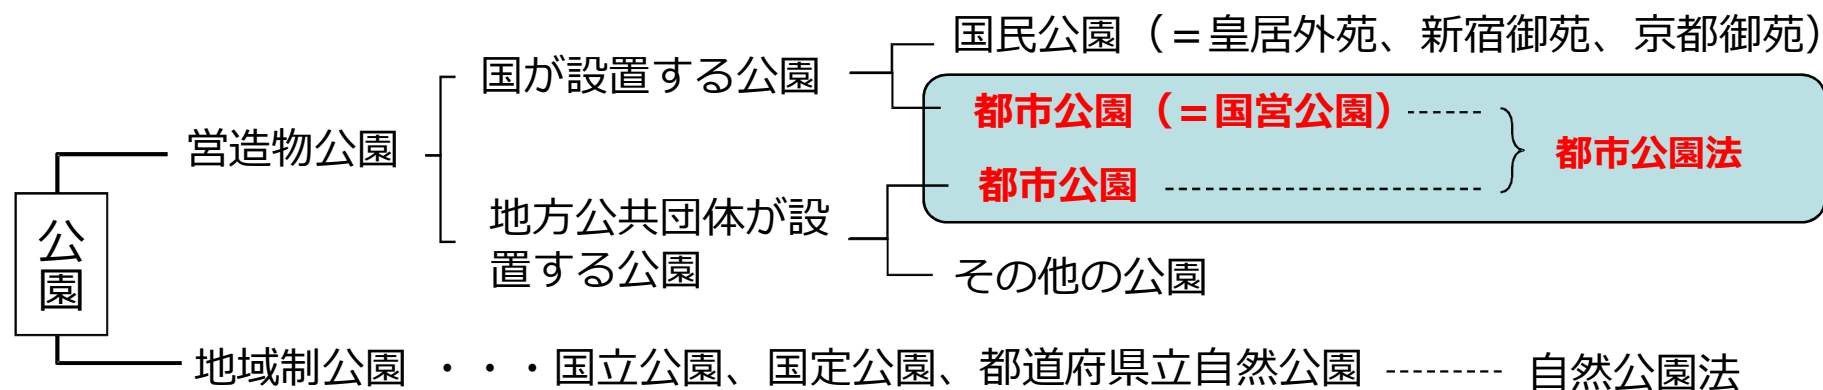 国民公園（＝皇居外苑、新宿御苑、京都御苑）
国が設置する公園
都市公園（＝国営公園）
営造物公園
都市公園法
都市公園
地方公共団体が設
置する公園
公園
その他の公園
地域制公園 ・・・国立公園、国定公園、都道府県立自然公園 自然公園法